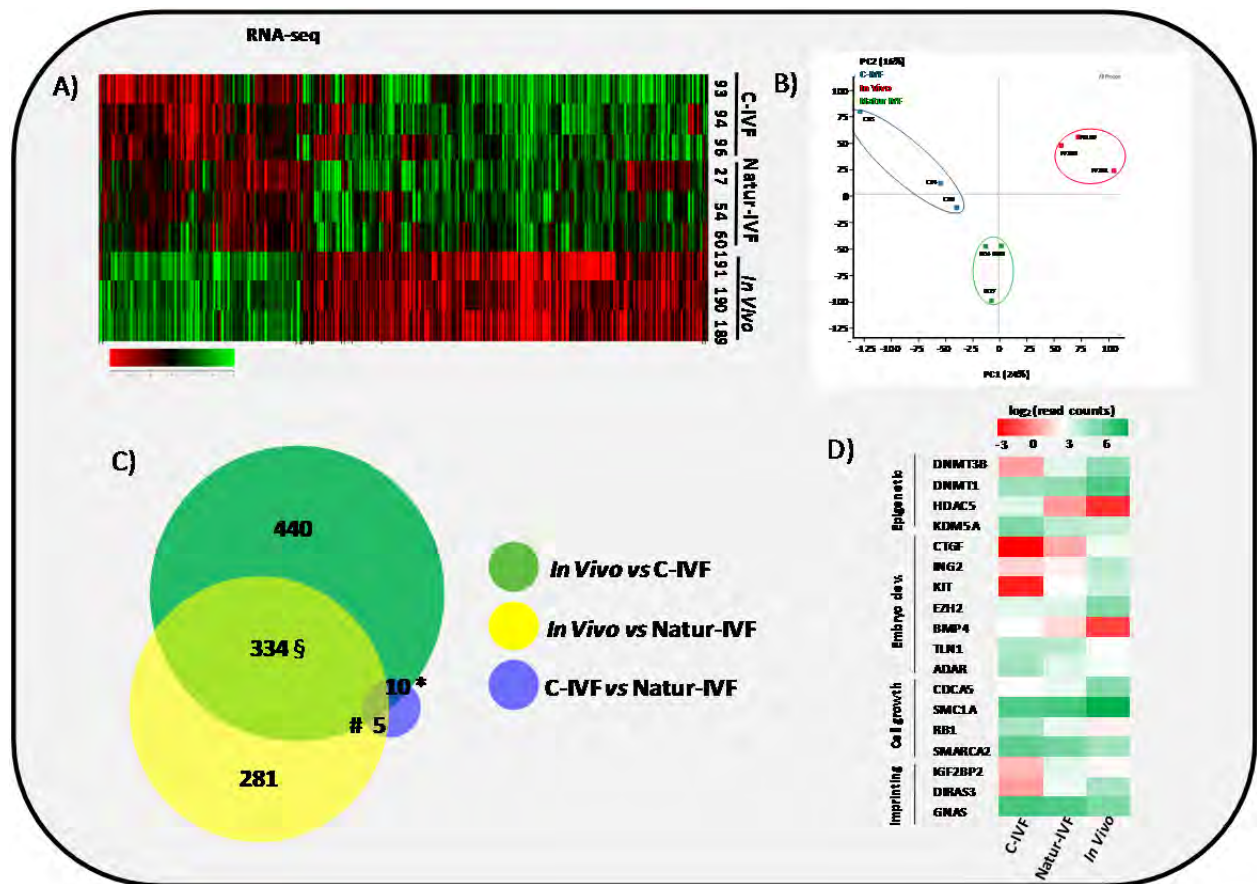 RNA-seq
A)
93
94
96
C-IVF
27
54
60
Natur-IVF
191
190
189
In Vivo
B)
PC2 (16%)
C-IVF
In Vivo
Natur IVF
100
75
50
25
0
-25
-50
-75
-100
-125
-125 -100 -75 -50 -25 0 25 50 75 100
PC1 (24%)
C)
440
334 §
10 *
# 5
281
In Vivo vs C-IVF
In Vivo vs Natur-IVF
C-IVF vs Natur-IVF
D)
log2(read counts)
-3 0 3 6
Epigenetic
DNMT3B
DNMT1
HDAC5
KDM5A
Embryo dev.
CTGF
ING2
KIT
EZH2
BMP4
TLN1
ADAR
Cell growth
CDCA5
SMC1A
RB1
SMARCA2
Imprinting
IGF2BP2
DIRAS3
GNAS
C-IVF
Natur-IVF
In Vivo